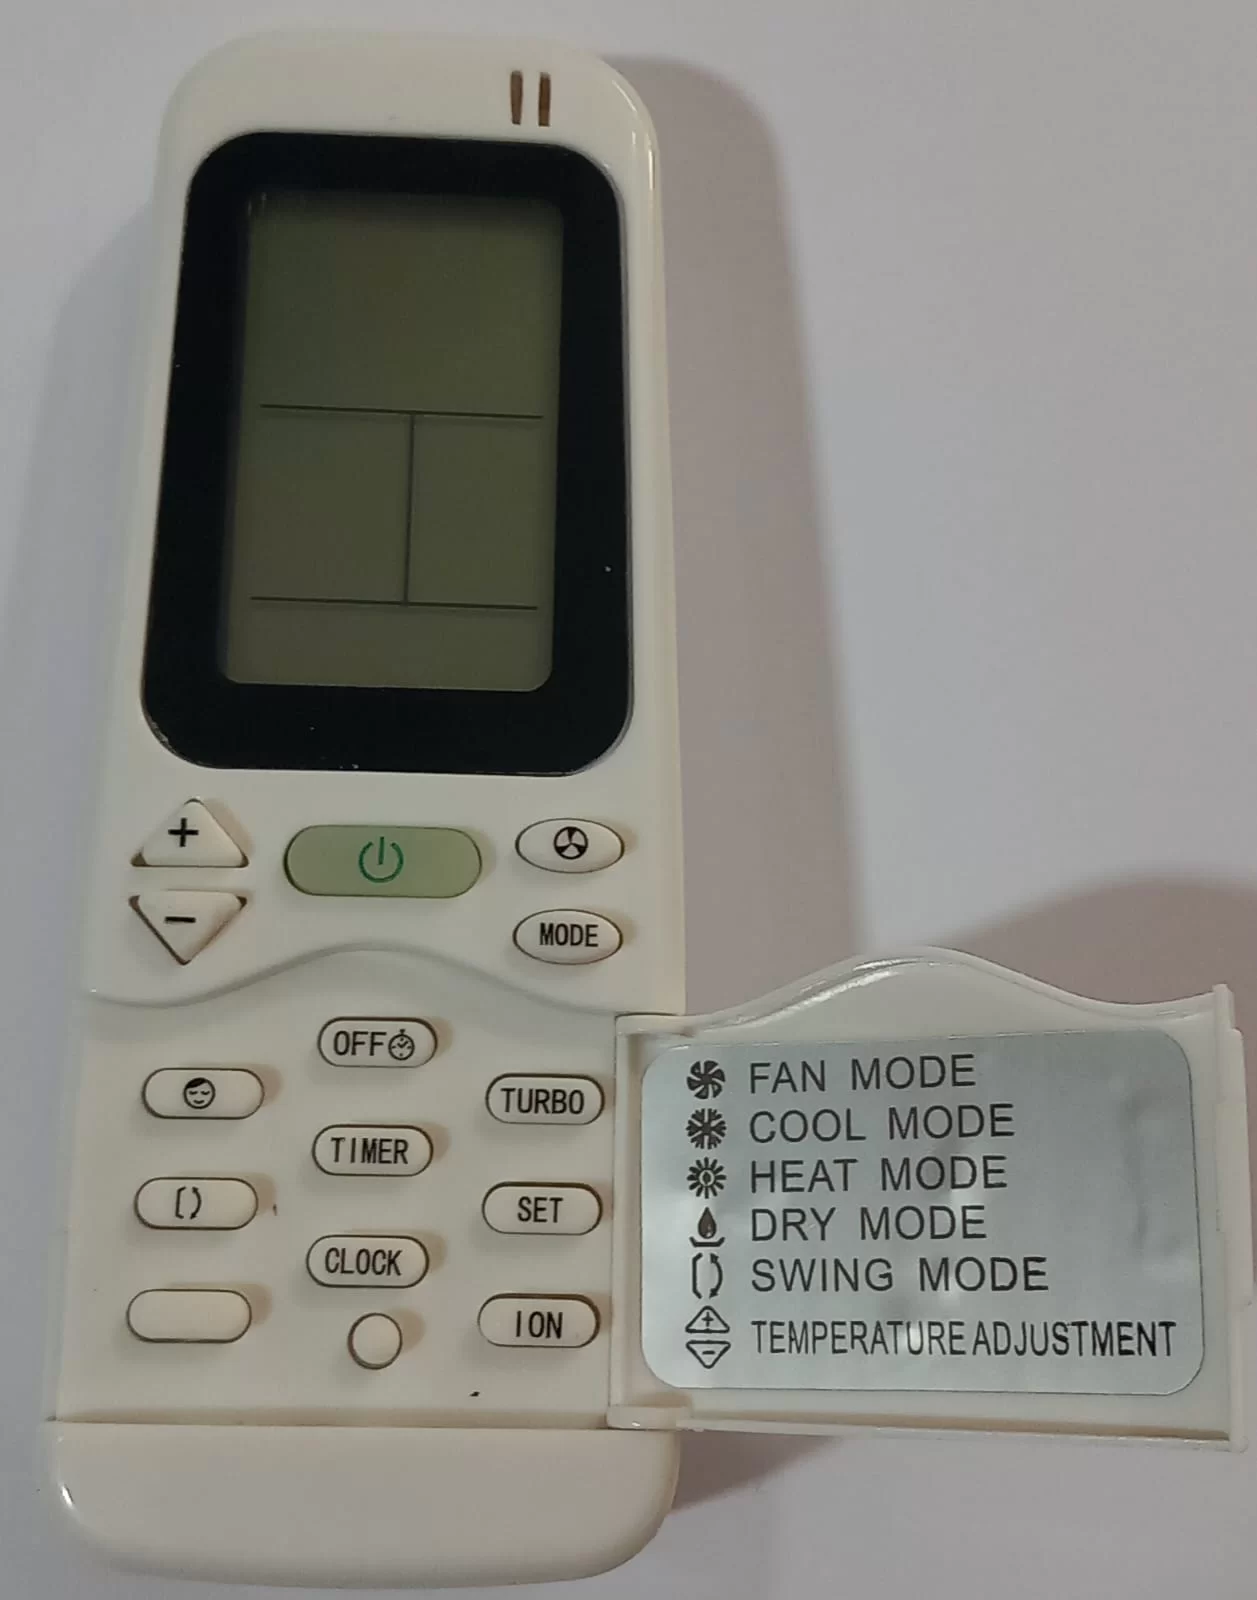 +
-
MODE
OFF
TURBO
TIMER
SET
CLOCK
ION
FAN MODE
COOL MODE
HEAT MODE
DRY MODE
SWING MODE
+
-
TEMPERATURE ADJUSTMENT